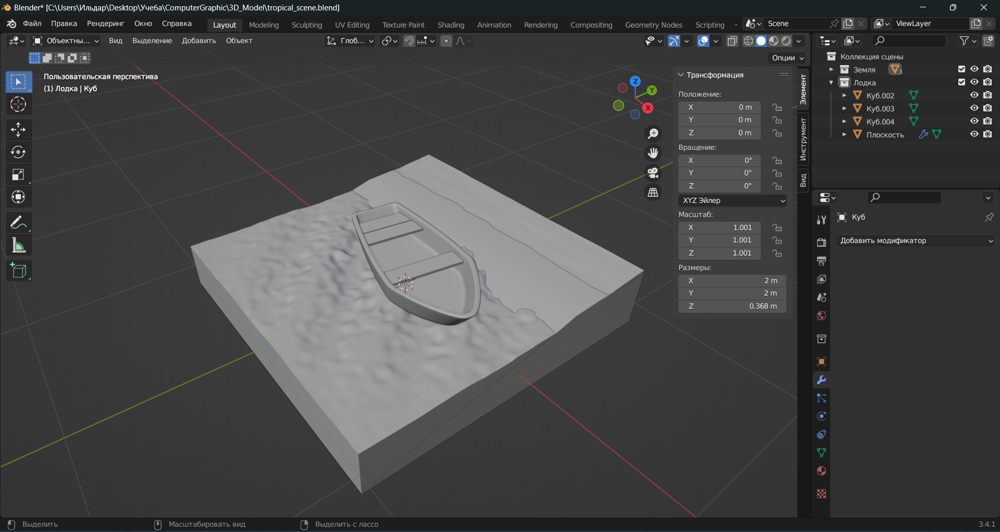 Blender* [C:\Users\Ильдар\Desktop\Учеба\ComputerGraphic\3D_Model\tropical_scene.blend]
Файл Правка Рендеринг Окно Справка Layout Modeling Sculpting UV Editing Texture Paint Shading Animation Rendering Compositing Geometry Nodes Scripting Scene ViewLayer
Объектны... Вид Выделение Добавить Объект Глоб...
Опции
Пользовательская перспектива
(1) Лодка | Куб
Z
Y
X
Трансформация
Положение:
X 0 m
Y 0 m
Z 0 m
Вращение:
X 0°
Y 0°
Z 0°
XYZ Эйлер
Масштаб:
X 1.001
Y 1.001
Z 1.001
Размеры:
X 2 m
Y 2 m
Z 0.368 m
Элемент
Инструмент
Вид
Коллекция сцены
Земля 3
Лодка
Куб.002
Куб.003
Куб.004
Плоскость
Куб
Добавить модификатор
Выделить Масштабировать вид Выделить с лассо 3.4.1